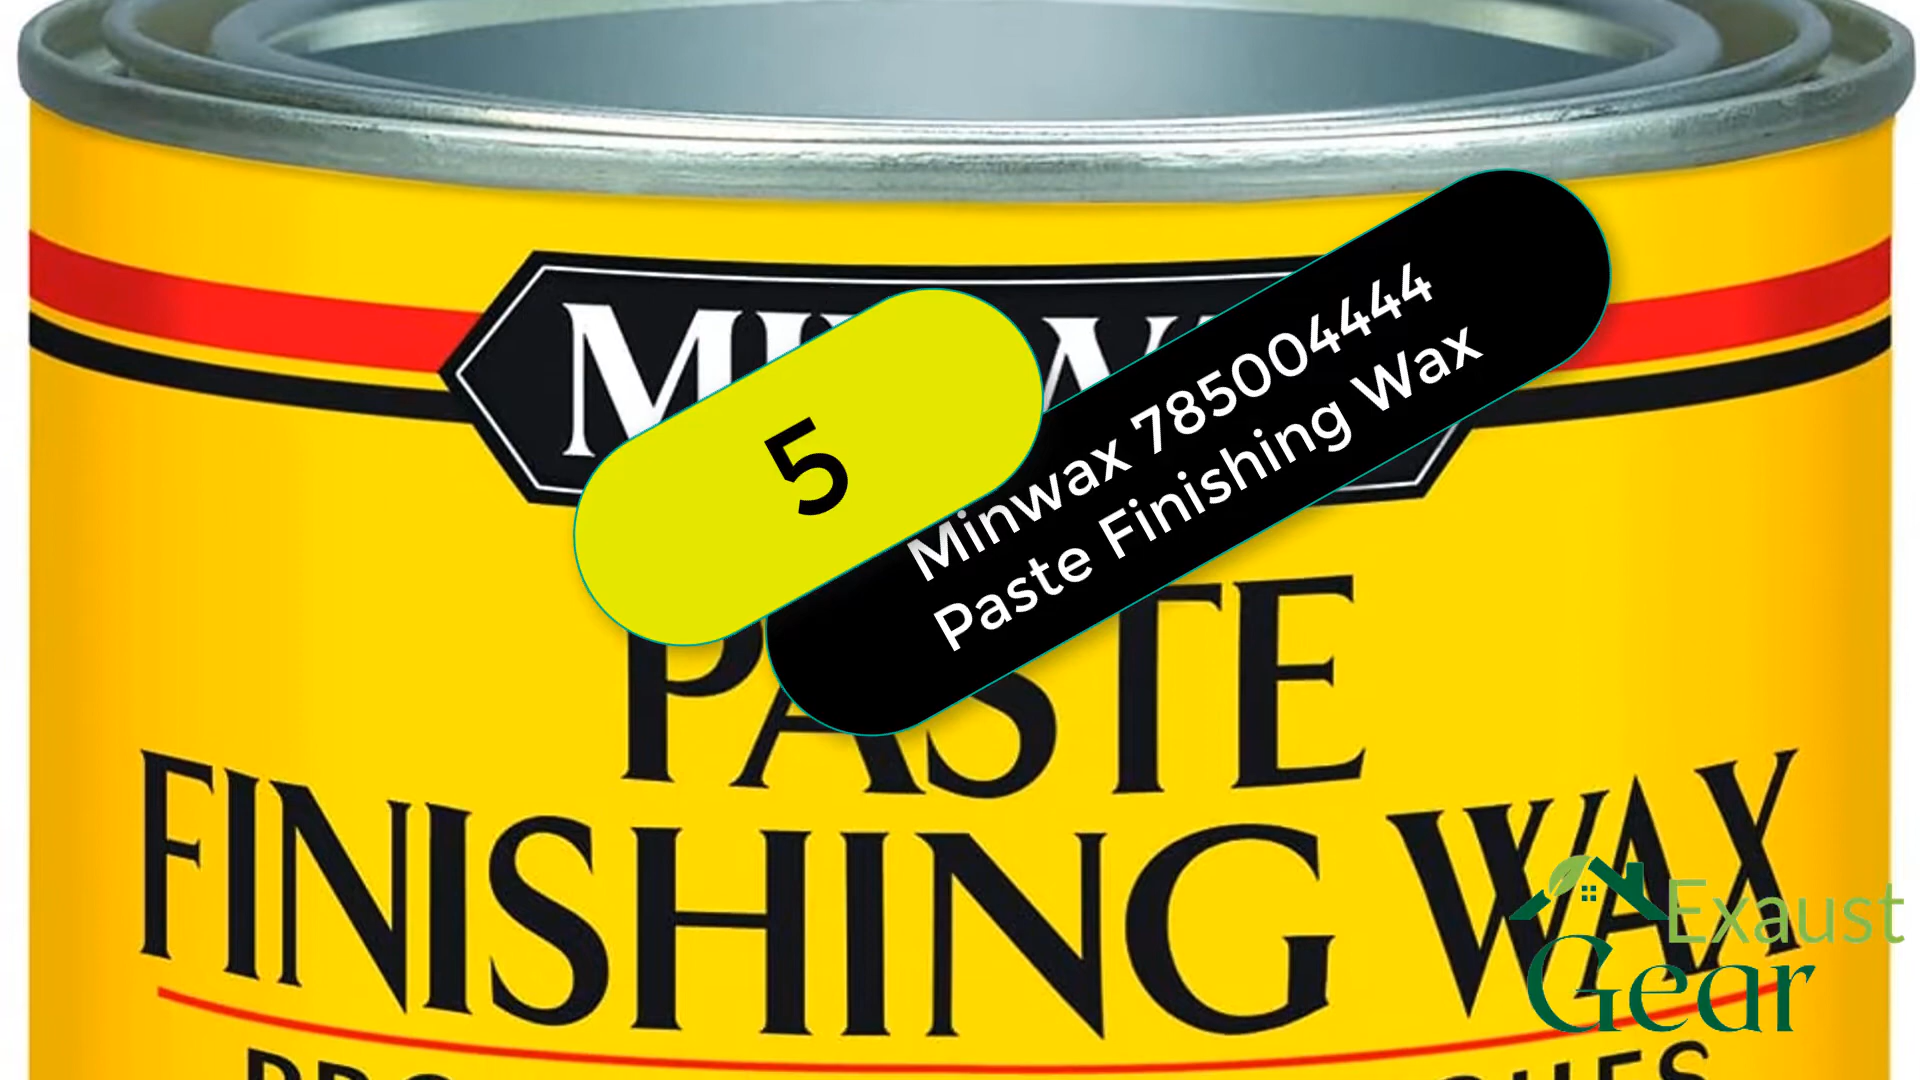 5
Minwax 785004444
Paste Finishing Wax
PASTE
FINISHING WAX
Exaust
Gear